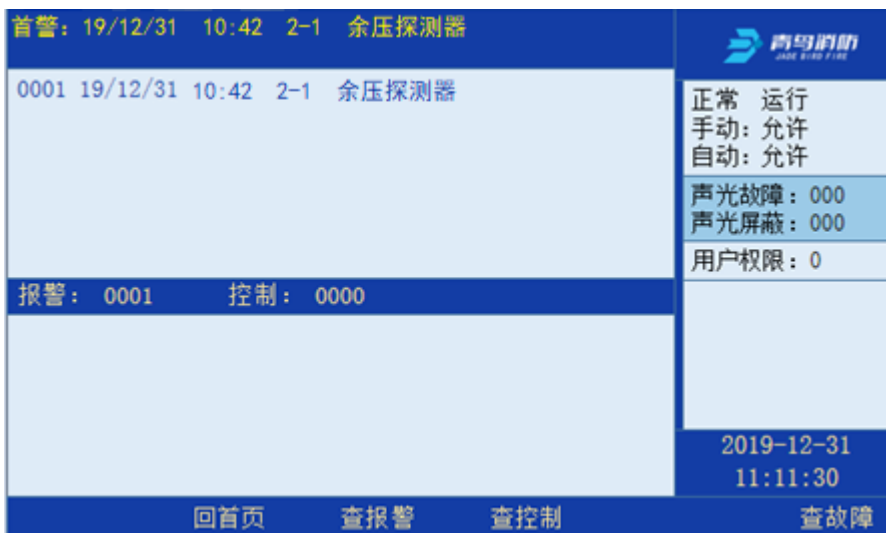 首警：19/12/31 10:42 2-1 余压探测器
0001 19/12/31 10:42 2-1 余压探测器
报警： 0001 控制： 0000
青鸟消防
JADE BIRD FIRE
正常 运行
手动：允许
自动：允许
声光故障：000
声光屏蔽：000
用户权限：0
2019-12-31
11:11:30
回首页 查报警 查控制 查故障